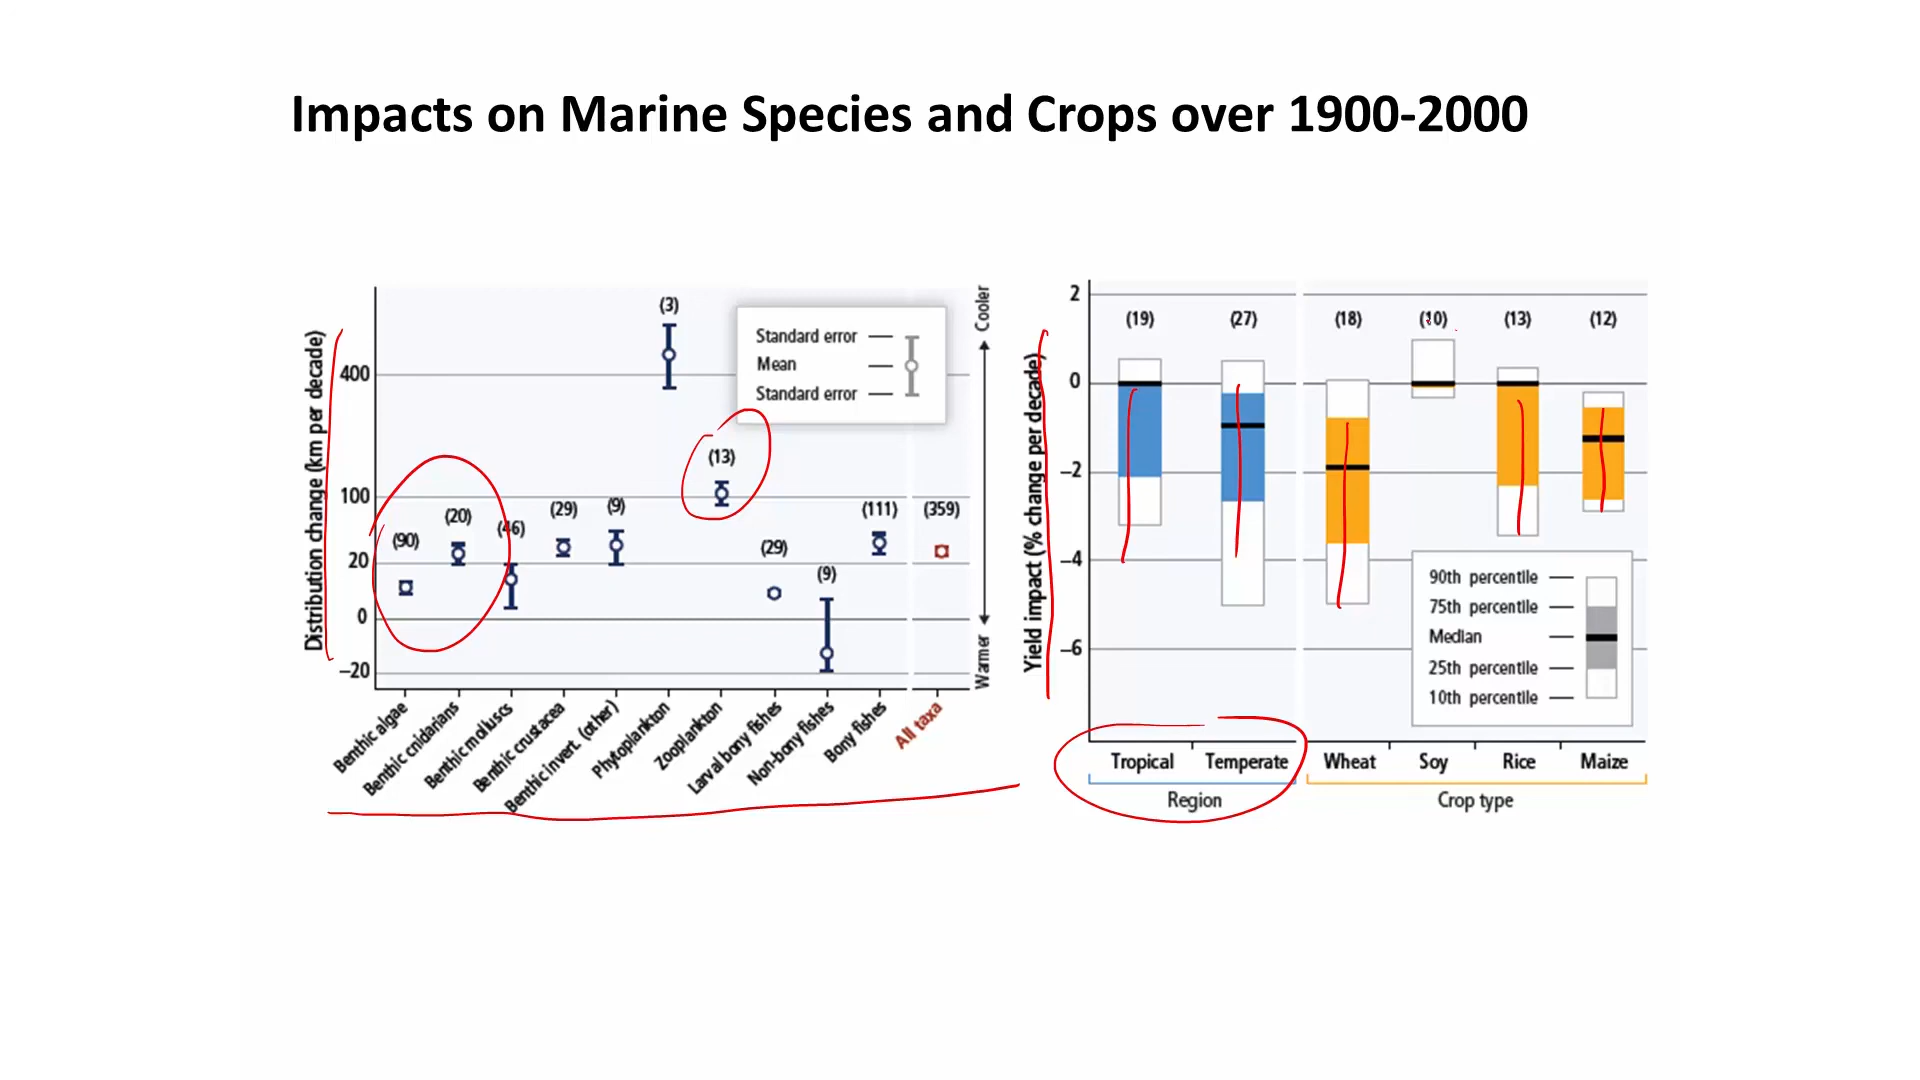 Impacts on Marine Species and Crops over 1900-2000
Distribution change (km per decade)
400
100
20
0
–20
(90)
(20)
(46)
(29)
(9)
(3)
(13)
(29)
(9)
(111)
(359)
Standard error
Mean
Standard error
Cooler
Warmer
Benthic algae
Benthic cnidarians
Benthic molluscs
Benthic crustacea
Benthic invert. (other)
Phytoplankton
Zooplankton
Larval bony fishes
Non-bony fishes
Bony fishes
All taxa
Yield impact (% change per decade)
2
0
–2
–4
–6
(19)
(27)
(18)
(10)
(13)
(12)
90th percentile
75th percentile
Median
25th percentile
10th percentile
Tropical
Temperate
Wheat
Soy
Rice
Maize
Region
Crop type